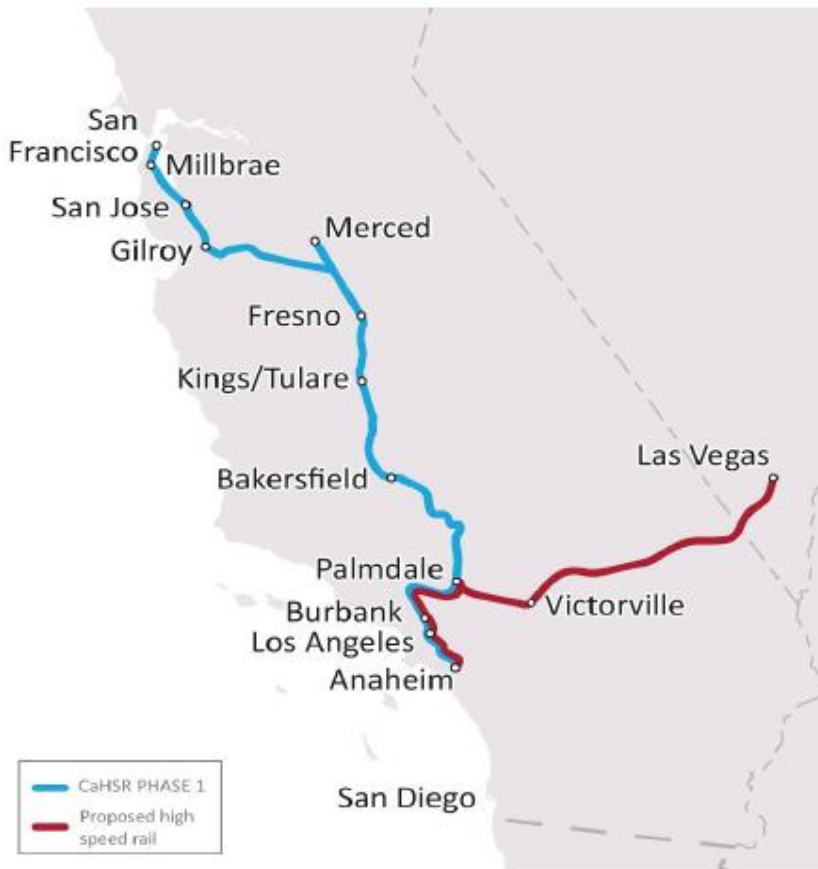 San
Francisco
Millbrae
San Jose
Gilroy
Merced
Fresno
Kings/Tulare
Bakersfield
Las Vegas
Palmdale
Victorville
Burbank
Los Angeles
Anaheim
San Diego
CaHSR PHASE 1
Proposed high
speed rail